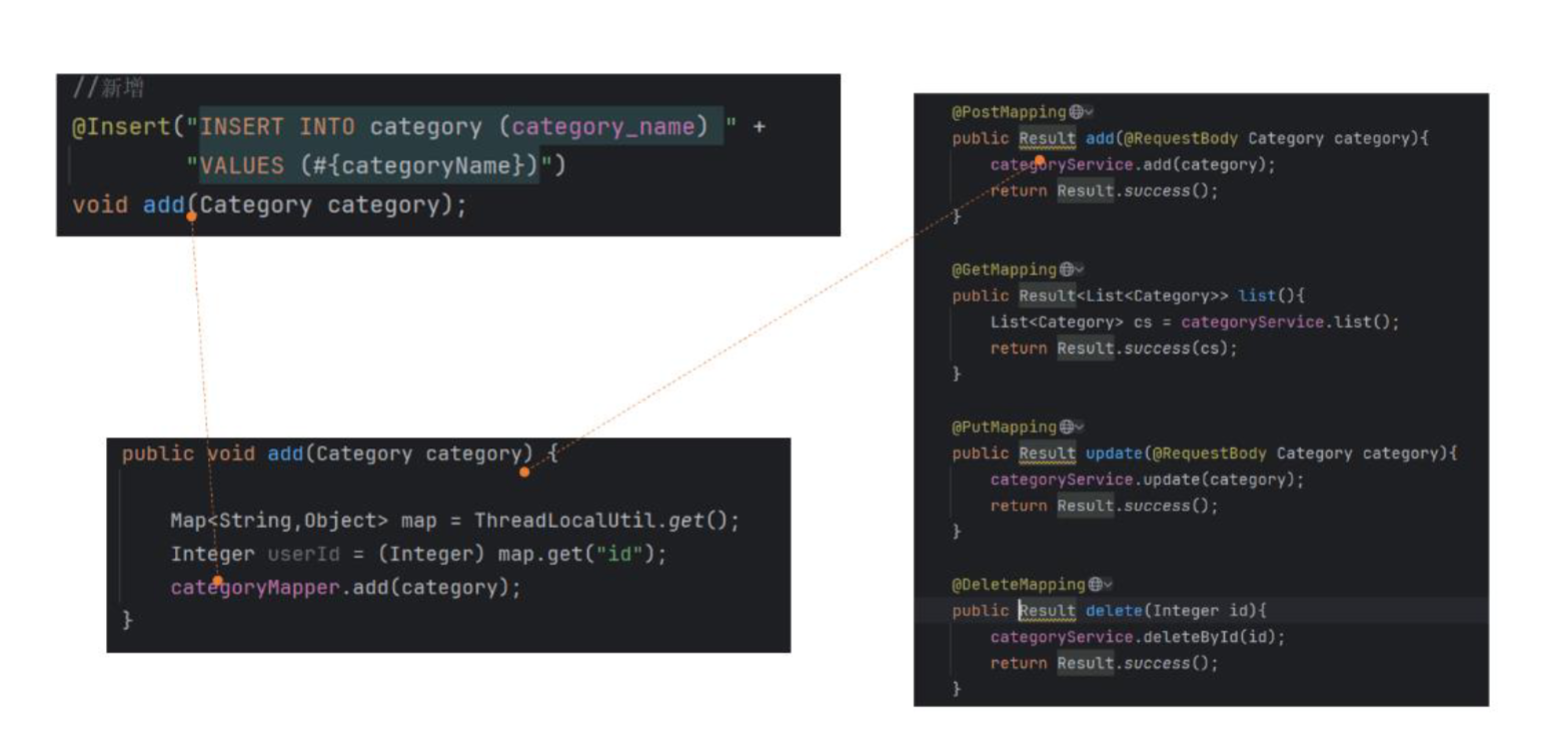 //新增
@Insert("INSERT INTO category (category_name) " +
"VALUES (#{categoryName})")
void add(Category category);
public void add(Category category) {
Map<String,Object> map = ThreadLocalUtil.get();
Integer userId = (Integer) map.get("id");
categoryMapper.add(category);
}
@PostMapping
public Result add(@RequestBody Category category){
categoryService.add(category);
return Result.success();
}
@GetMapping
public Result<List<Category>> list(){
List<Category> cs = categoryService.list();
return Result.success(cs);
}
@PutMapping
public Result update(@RequestBody Category category){
categoryService.update(category);
return Result.success();
}
@DeleteMapping
public Result delete(Integer id){
categoryService.deleteById(id);
return Result.success();
}